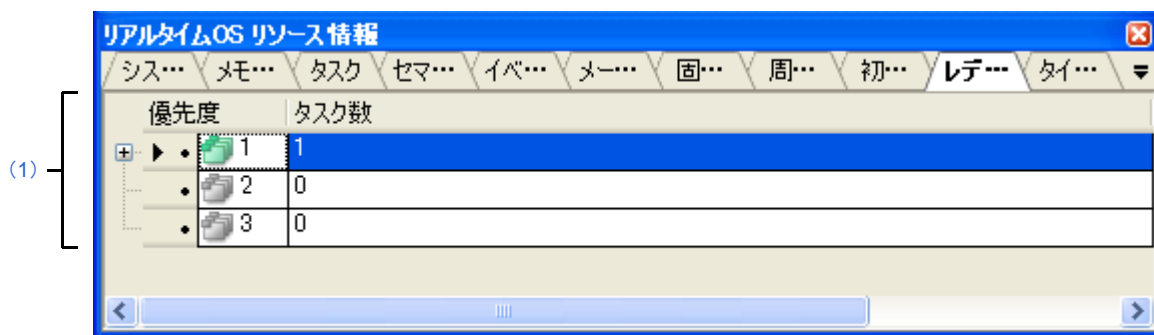 リアルタイムOS リソース情報
シス… メモ… タスク セマ… イベ… メー… 固… 周… 初… レデ… タイ…
優先度 タスク数
(1)
1 1
2 0
3 0